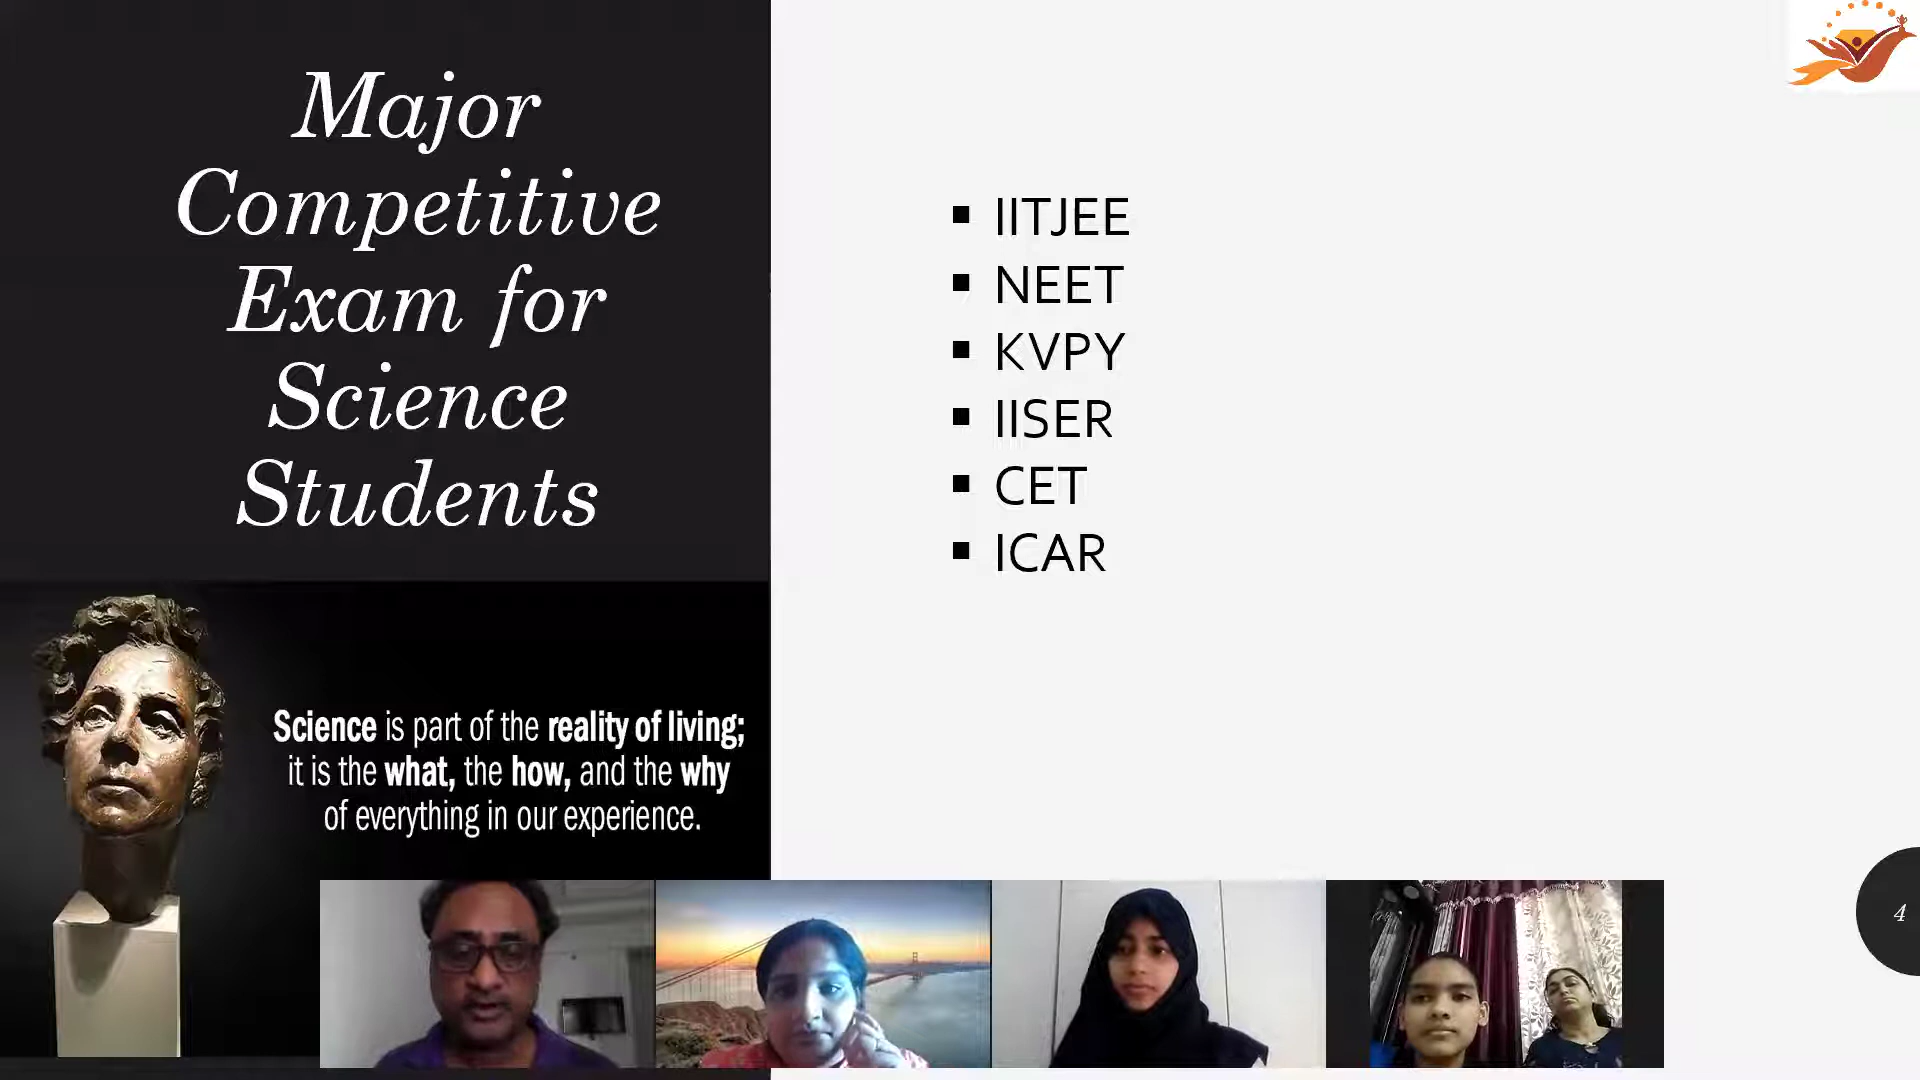 Major
Competitive
Exam for
Science
Students
IITJEE
NEET
KVPY
IISER
CET
ICAR
Science is part of the reality of living;
it is the what, the how, and the why
of everything in our experience.
4